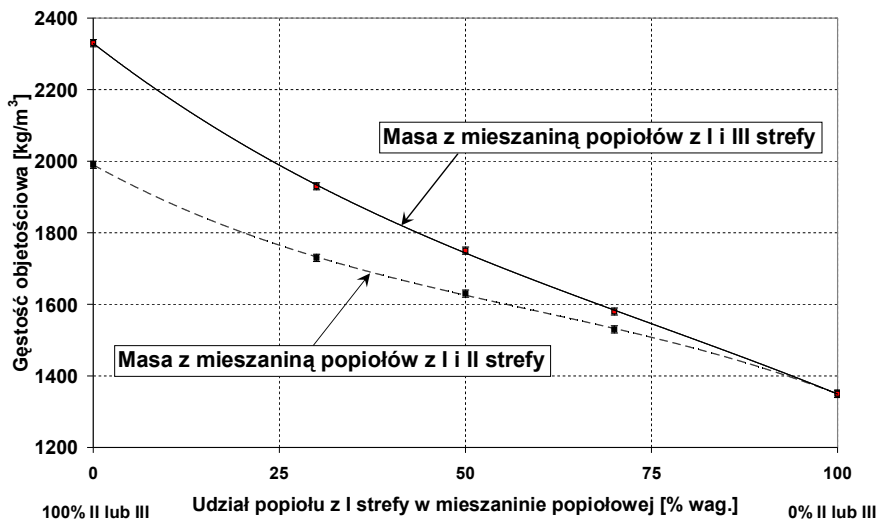 2400
2200
2000
1800
1600
1400
1200
Gęstość objetościowa [kg/m³]
Masa z mieszaniną popiołów z I i III strefy
Masa z mieszaniną popiołów z I i II strefy
0 25 50 75 100
100% II lub III Udział popiołu z I strefy w mieszaninie popiołowej [% wag.] 0% II lub III